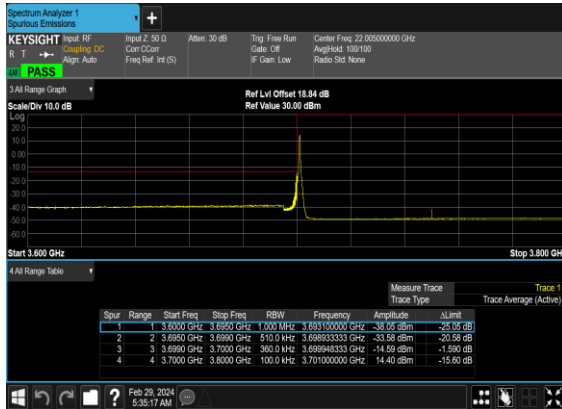 Spectrum Analyzer 1
Spurious Emissions
+
KEYSIGHT Input: RF Input Z: 50 Ω Atten: 30 dB Trig: Free Run Center Freq: 22.005000000 GHz
R T Coupling: DC Corr CCorr Gate: Off Avg|Hold: 100/100
Align: Auto Freq Ref: Int (S) IF Gain: Low Radio Std: None
LU PASS
3 All Range Graph
Ref Lvl Offset 18.84 dB
Scale/Div 10.0 dB Ref Value 30.00 dBm
Log
20.0
10.0
0.00
-10.0
-20.0
-30.0
-40.0
-50.0
-60.0
Start 3.600 GHz Stop 3.800 GHz
4 All Range Table
Measure Trace Trace 1
Trace Type Trace Average (Active)
Spur Range Start Freq Stop Freq RBW Frequency Amplitude ΔLimit
1 1 3.6000 GHz 3.6950 GHz 1.000 MHz 3.693100000 GHz -38.05 dBm -25.05 dB
2 2 3.6950 GHz 3.6990 GHz 510.0 kHz 3.698933333 GHz -33.58 dBm -20.58 dB
3 3 3.6990 GHz 3.7000 GHz 360.0 kHz 3.699948333 GHz -14.59 dBm -1.590 dB
4 4 3.7000 GHz 3.8000 GHz 100.0 kHz 3.701000000 GHz 14.40 dBm -15.60 dB
? Feb 29, 2024
5:35:17 AM